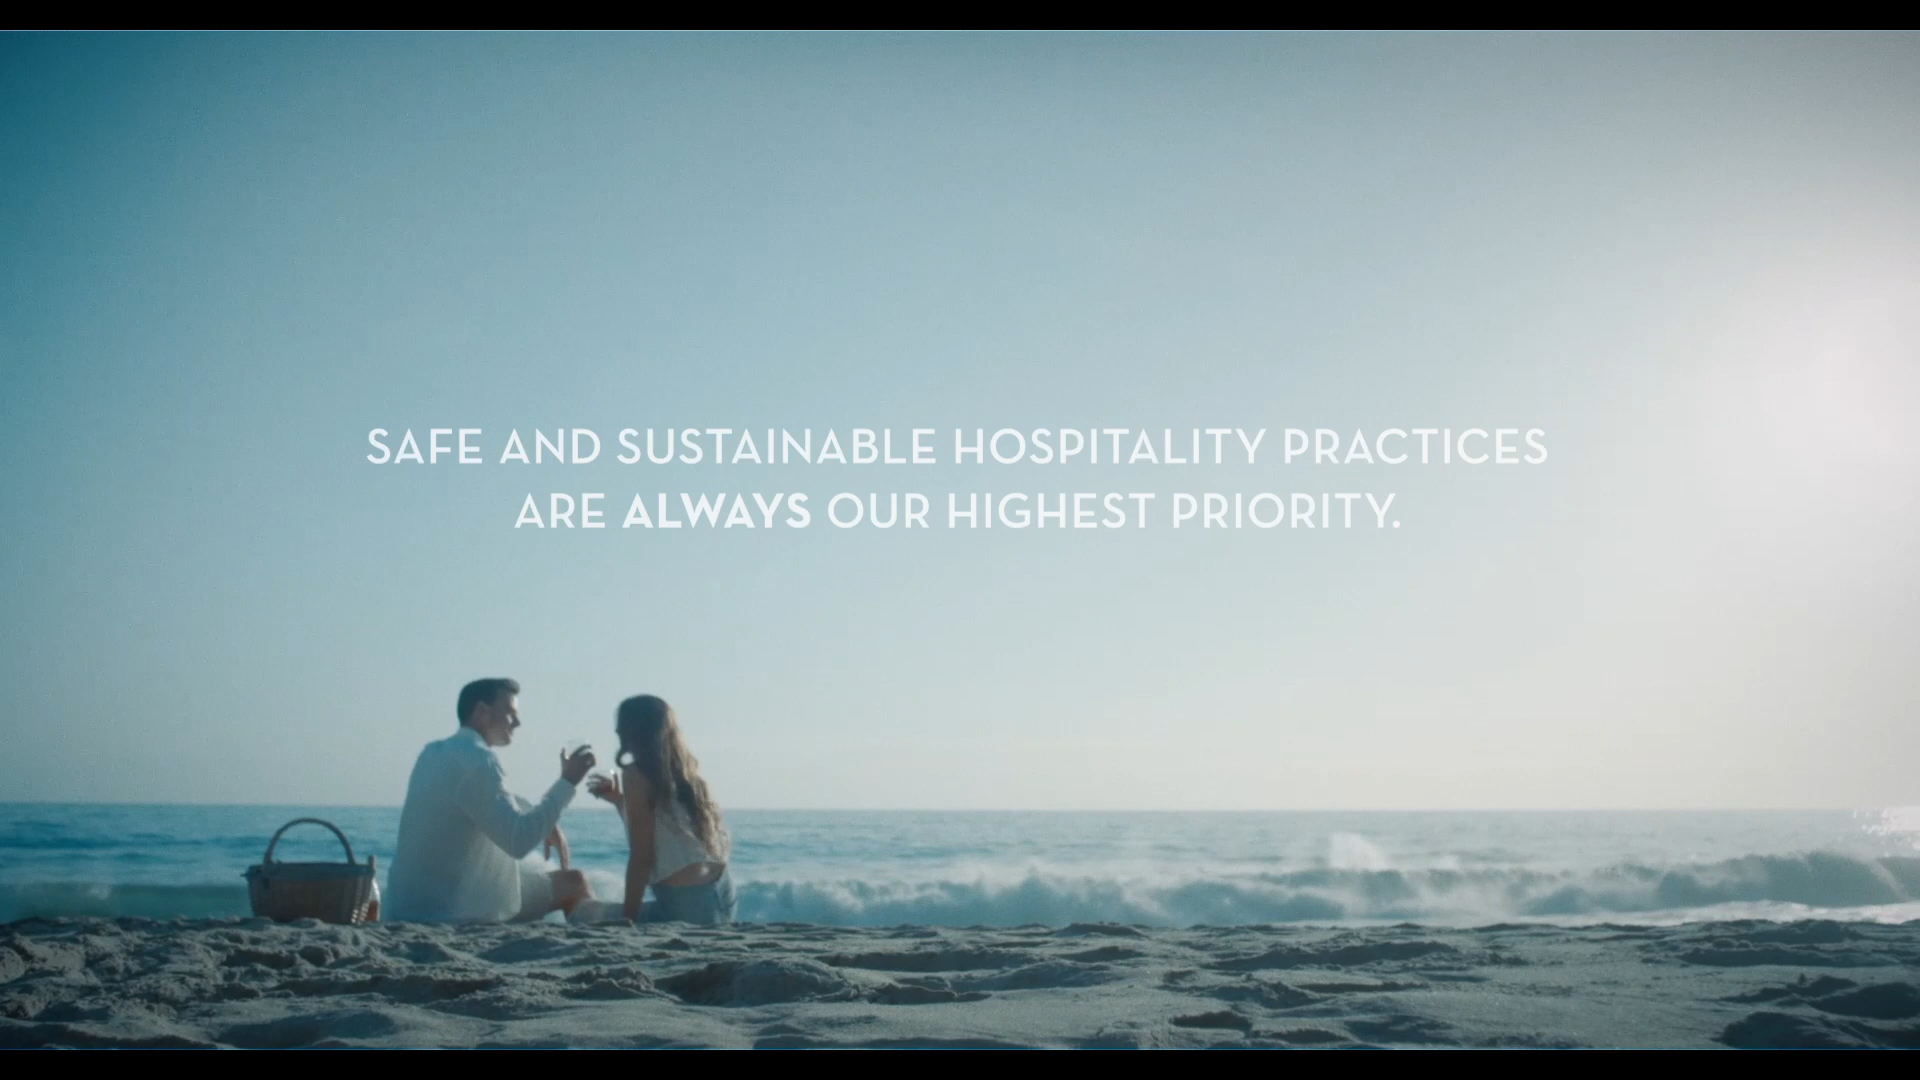 SAFE AND SUSTAINABLE HOSPITALITY PRACTICES
ARE ALWAYS OUR HIGHEST PRIORITY.